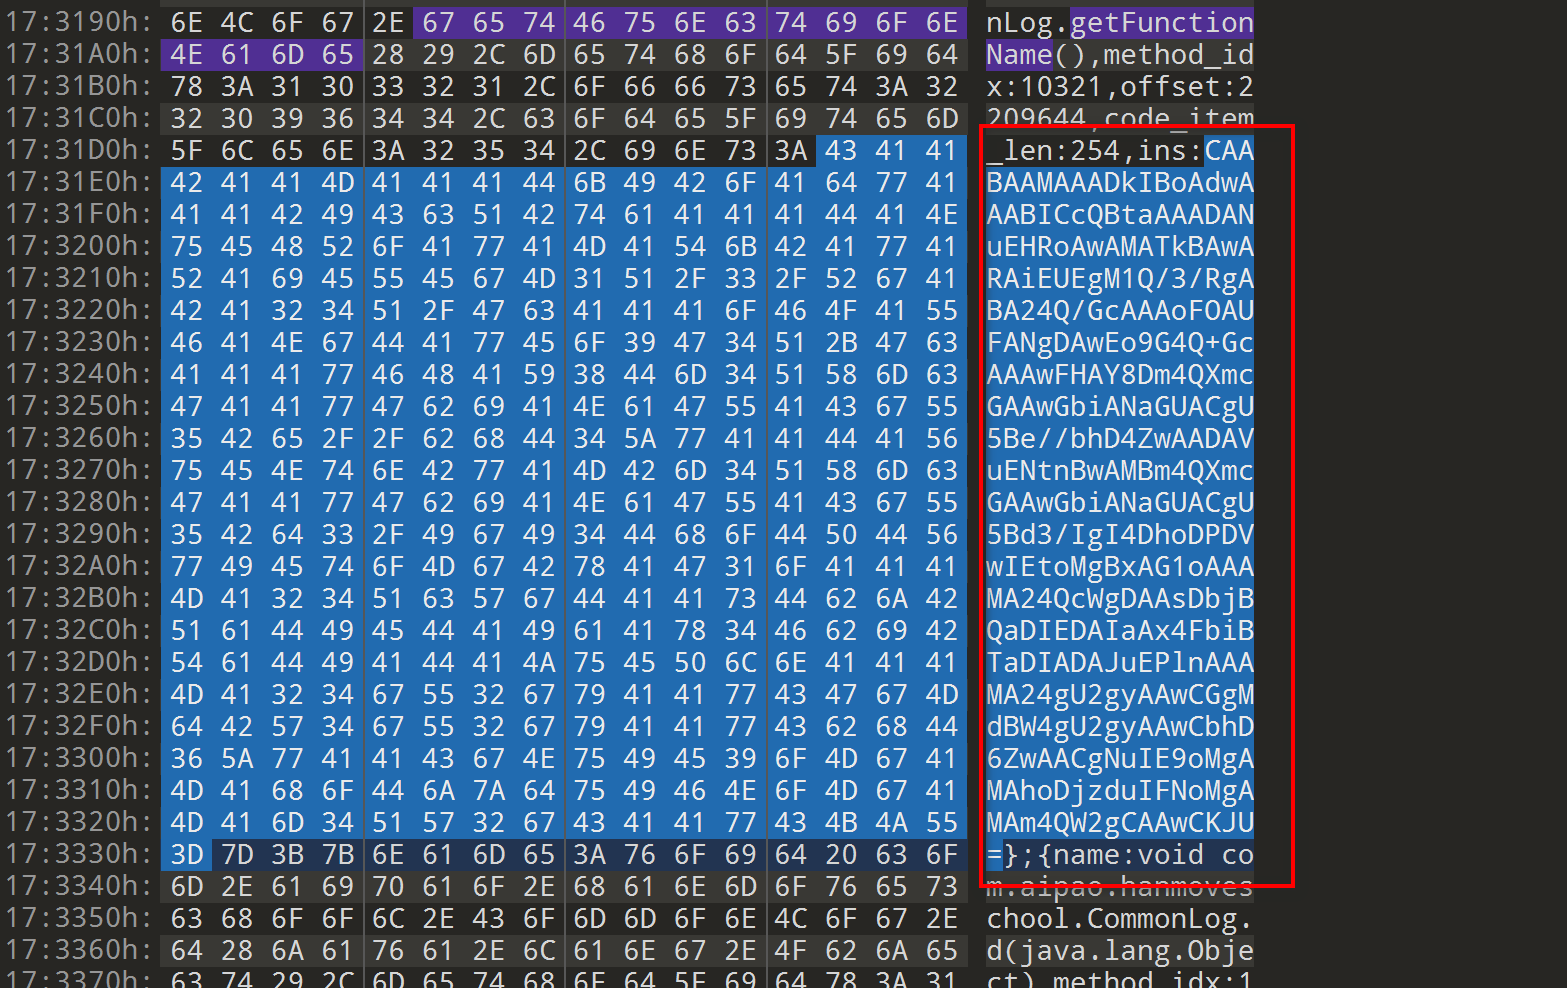 17:3190h: 6E 4C 6F 67 2E 67 65 74 46 75 6E 63 74 69 6F 6E nLog.getFunction
17:31A0h: 4E 61 6D 65 28 29 2C 6D 65 74 68 6F 64 5F 69 64 Name(),method_id
17:31B0h: 78 3A 31 30 33 32 31 2C 6F 66 66 73 65 74 3A 32 x:10321,offset:2
17:31C0h: 32 30 39 36 34 34 2C 63 6F 64 65 5F 69 74 65 6D 209644,code_item
17:31D0h: 5F 6C 65 6E 3A 32 35 34 2C 69 6E 73 3A 43 41 41 _len:254,ins:CAA
17:31E0h: 42 41 41 4D 41 41 41 44 6B 49 42 6F 41 64 77 41 BAAMAAADkIBoAdwA
17:31F0h: 41 41 42 49 43 63 51 42 74 61 41 41 41 44 41 4E AABICcQBtaAAADAN
17:3200h: 75 45 48 52 6F 41 77 41 4D 41 54 6B 42 41 77 41 uEHRoAwAMATkBAwA
17:3210h: 52 41 69 45 55 45 67 4D 31 51 2F 33 2F 52 67 41 RAiEUEgM1Q/3/RgA
17:3220h: 42 41 32 34 51 2F 47 63 41 41 41 6F 46 4F 41 55 BA24Q/GcAAAoFOAU
17:3230h: 46 41 4E 67 44 41 77 45 6F 39 47 34 51 2B 47 63 FANgDAwEo9G4Q+Gc
17:3240h: 41 41 41 77 46 48 41 59 38 44 6D 34 51 58 6D 63 AAAwFHAY8Dm4QXmc
17:3250h: 47 41 41 77 47 62 69 41 4E 61 47 55 41 43 67 55 GAAwGbiANaGUACgU
17:3260h: 35 42 65 2F 2F 62 68 44 34 5A 77 41 41 44 41 56 5Be//bhD4ZwAADAV
17:3270h: 75 45 4E 74 6E 42 77 41 4D 42 6D 34 51 58 6D 63 uENtnBwAMBm4QXmc
17:3280h: 47 41 41 77 47 62 69 41 4E 61 47 55 41 43 67 55 GAAwGbiANaGUACgU
17:3290h: 35 42 64 33 2F 49 67 49 34 44 68 6F 44 50 44 56 5Bd3/IgI4DhoDPDV
17:32A0h: 77 49 45 74 6F 4D 67 42 78 41 47 31 6F 41 41 41 wIEtoMgBxAG1oAAA
17:32B0h: 4D 41 32 34 51 63 57 67 44 41 41 73 44 62 6A 42 MA24QcWgDAAsDbjB
17:32C0h: 51 61 44 49 45 44 41 49 61 41 78 34 46 62 69 42 QaDIEDAIaAx4FbiB
17:32D0h: 54 61 44 49 41 44 41 4A 75 45 50 6C 6E 41 41 41 TaDIADAJuEPlnAAA
17:32E0h: 4D 41 32 34 67 55 32 67 79 41 41 77 43 47 67 4D MA24gU2gyAAwCGgM
17:32F0h: 64 42 57 34 67 55 32 67 79 41 41 77 43 62 68 44 dBW4gU2gyAAwCbhD
17:3300h: 36 5A 77 41 41 43 67 4E 75 49 45 39 6F 4D 67 41 6ZwAACgNuIE9oMgA
17:3310h: 4D 41 68 6F 44 6A 7A 64 75 49 46 4E 6F 4D 67 41 MAhoDjzduIFNoMgA
17:3320h: 4D 41 6D 34 51 57 32 67 43 41 41 77 43 4B 4A 55 MAm4QW2gCAAwCKJU
17:3330h: 3D 7D 3B 7B 6E 61 6D 65 3A 76 6F 69 64 20 63 6F =};{name:void co
17:3340h: 6D 2E 61 69 70 61 6F 2E 68 61 6E 6D 6F 76 65 73 m.aipao.hanmoves
17:3350h: 63 68 6F 6F 6C 2E 43 6F 6D 6D 6F 6E 4C 6F 67 2E chool.CommonLog.
17:3360h: 64 28 6A 61 76 61 2E 6C 61 6E 67 2E 4F 62 6A 65 d(java.lang.Obje
17:3370h: 63 74 29 2C 6D 65 74 68 6F 64 5F 69 64 78 3A 31 ct),method_idx:1